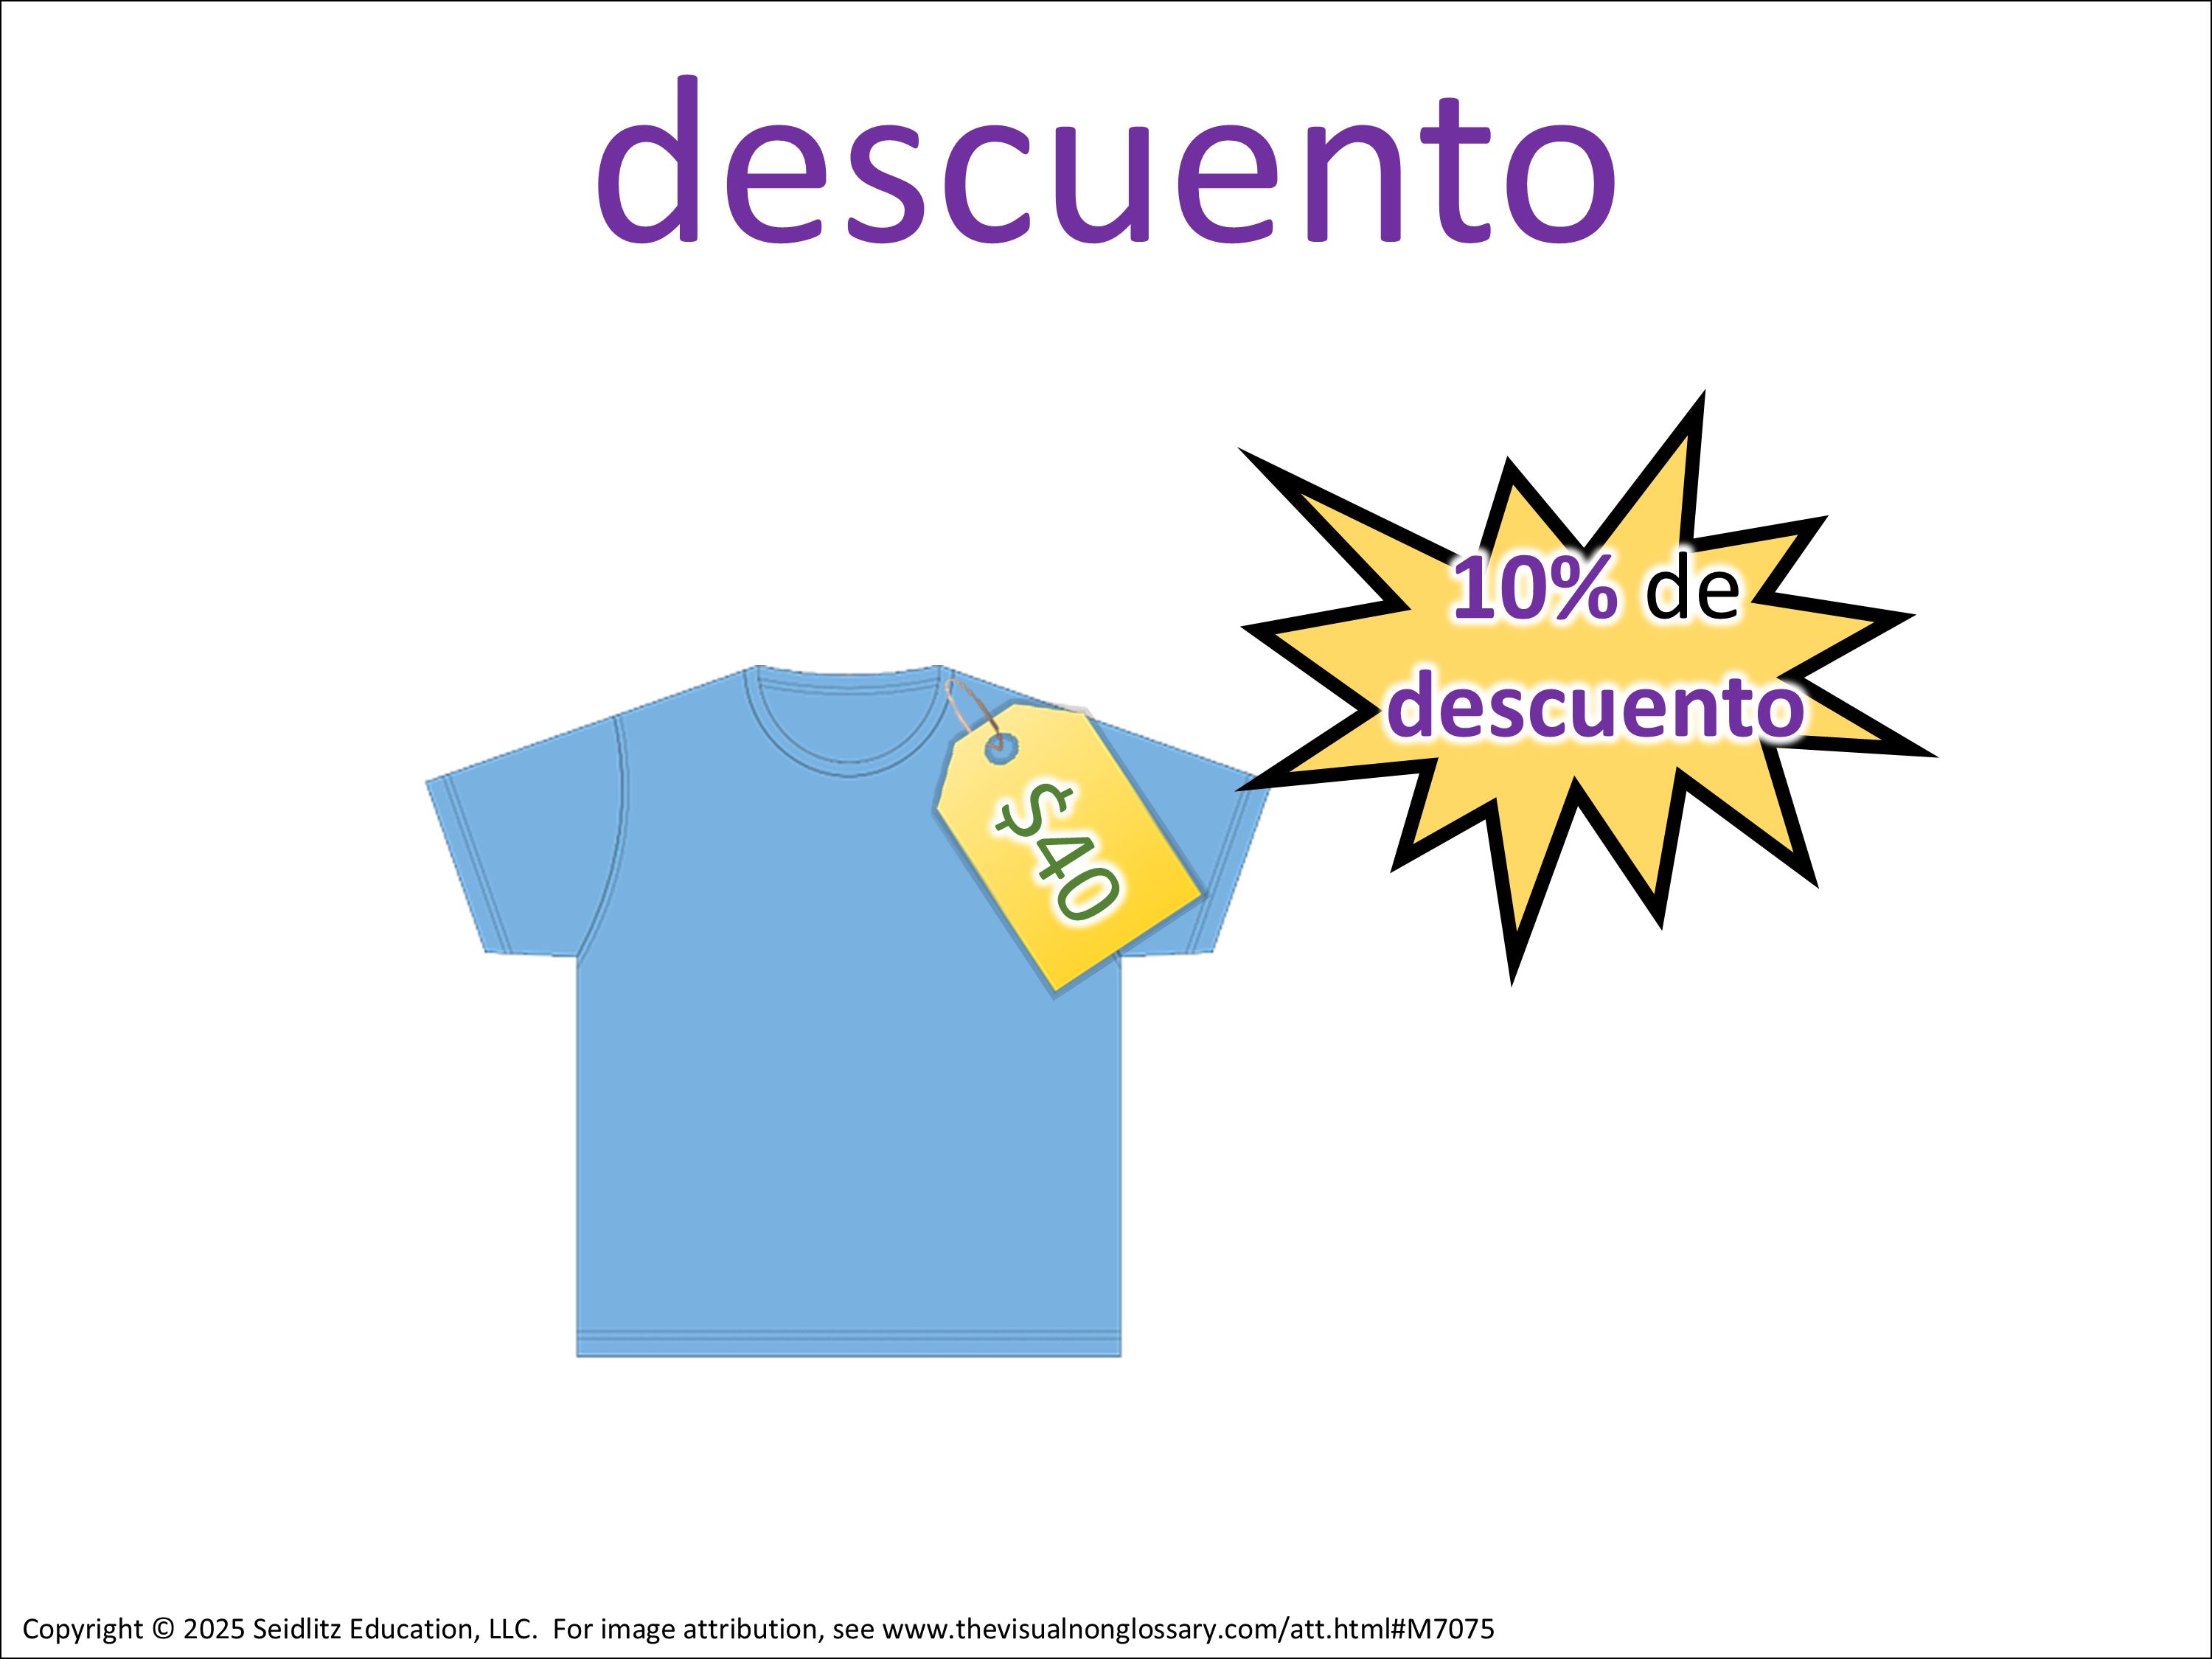 descuento
10% de
descuento
$40
Copyright © 2025 Seidlitz Education, LLC.  For image attribution, see www.thevisualnonglossary.com/att.html#M7075